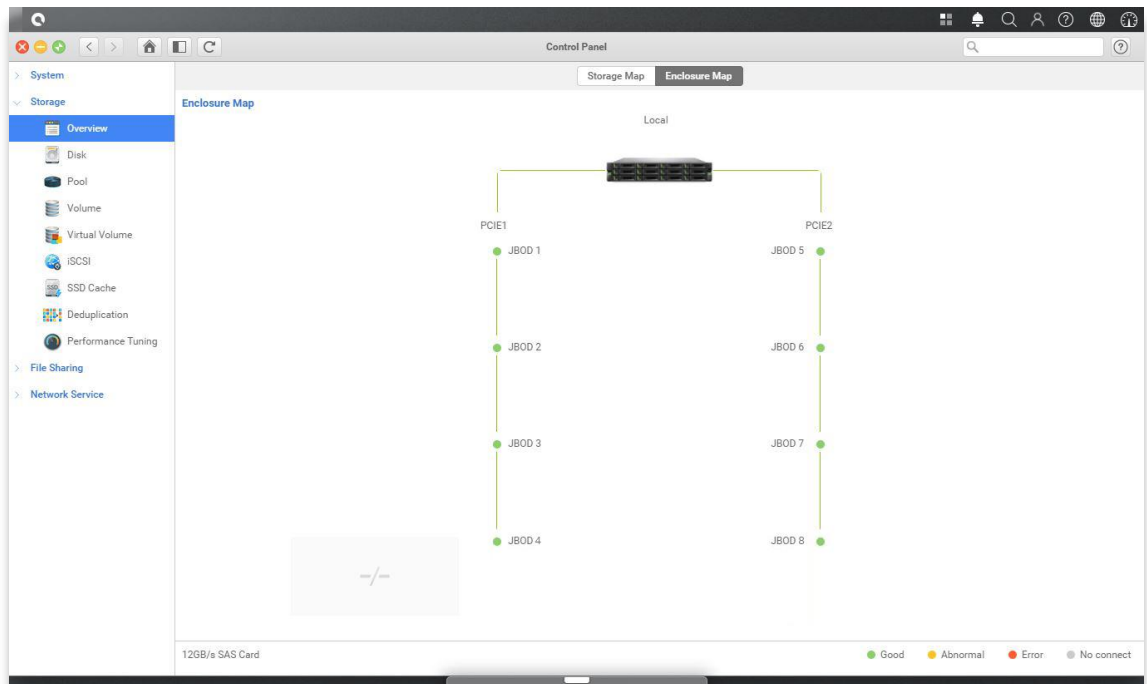 Control Panel
System
Storage
Overview
Disk
Pool
Volume
Virtual Volume
iSCSI
SSD Cache
Deduplication
Performance Tuning
File Sharing
Network Service
Storage Map Enclosure Map
Enclosure Map
Local
PCIE1 PCIE2
JBOD 1 JBOD 5
JBOD 2 JBOD 6
JBOD 3 JBOD 7
JBOD 4 JBOD 8
-/-
12GB/s SAS Card Good Abnormal Error No connect